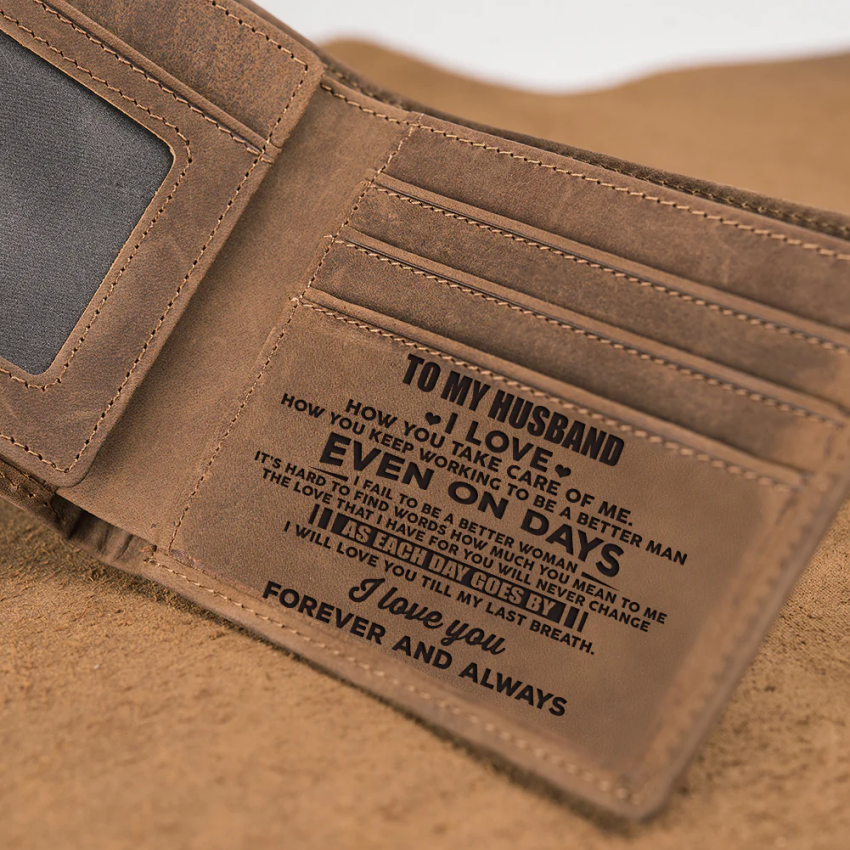 TO MY HUSBAND
I LOVE
HOW YOU TAKE CARE OF ME.
HOW YOU KEEP WORKING TO BE A BETTER MAN
EVEN ON DAYS
I FAIL TO BE A BETTER WOMAN
IT'S HARD TO FIND WORDS HOW MUCH YOU MEAN TO ME
THE LOVE THAT I HAVE FOR YOU WILL NEVER CHANGE
AS EACH DAY GOES BY
I WILL LOVE YOU TILL MY LAST BREATH.
I love you
FOREVER AND ALWAYS